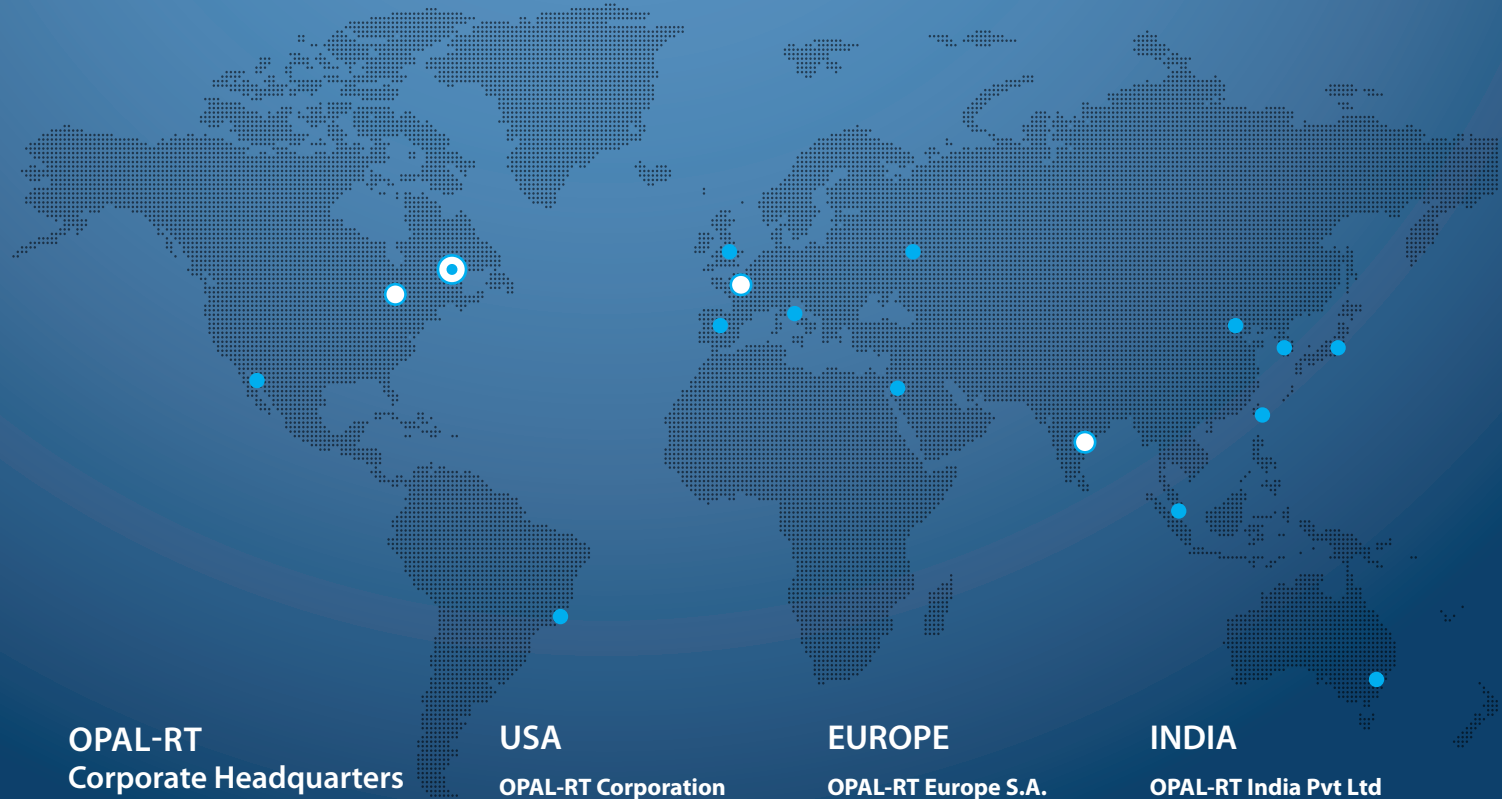 OPAL-RT
Corporate Headquarters
USA
OPAL-RT Corporation
EUROPE
OPAL-RT Europe S.A.
INDIA
OPAL-RT India Pvt Ltd